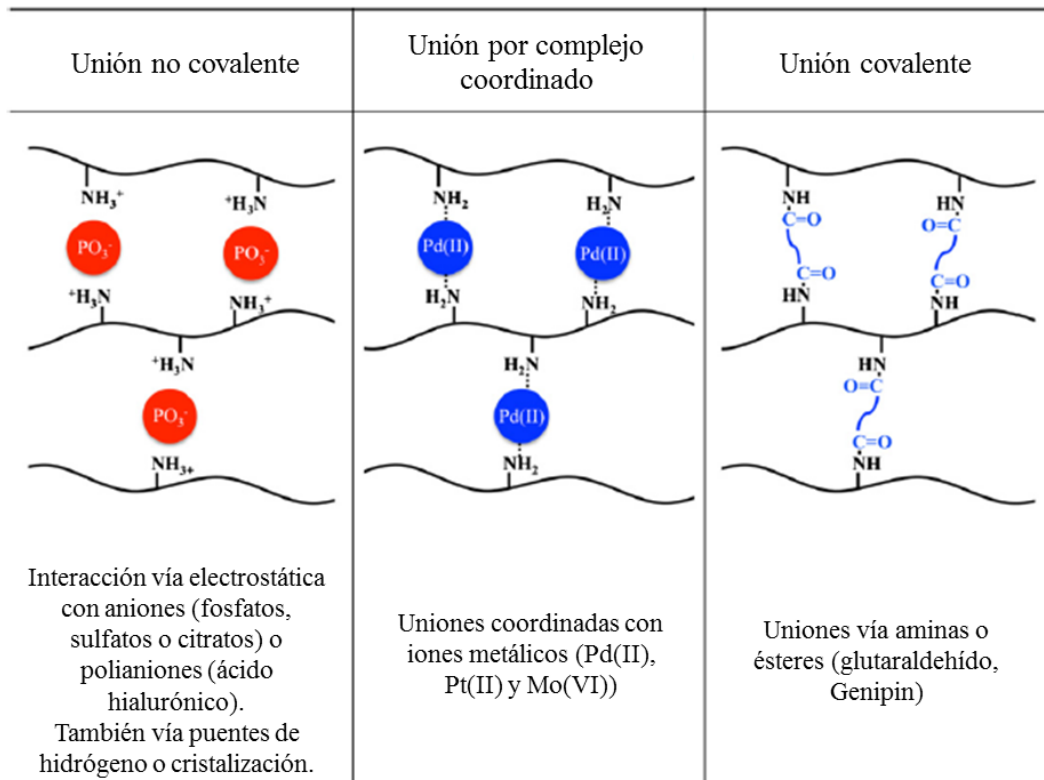 Unión no covalente
Unión por complejo
coordinado
Unión covalente
NH₃⁺
⁺H₃N
PO₃⁻
PO₃⁻
⁺H₃N
NH₃⁺
⁺H₃N
PO₃⁻
NH₃₊
NH₂
H₂N
Pd(II)
Pd(II)
H₂N
NH₂
H₂N
Pd(II)
NH₂
NH
HN
C=O
O=C
C=O
C=O
HN
NH
HN
O=C
C=O
NH
Interacción vía electrostática
con aniones (fosfatos,
sulfatos o citratos) o
polianiones (ácido
hialurónico).
También vía puentes de
hidrógeno o cristalización.
Uniones coordinadas con
iones metálicos (Pd(II),
Pt(II) y Mo(VI))
Uniones vía aminas o
ésteres (glutaraldehído,
Genipin)